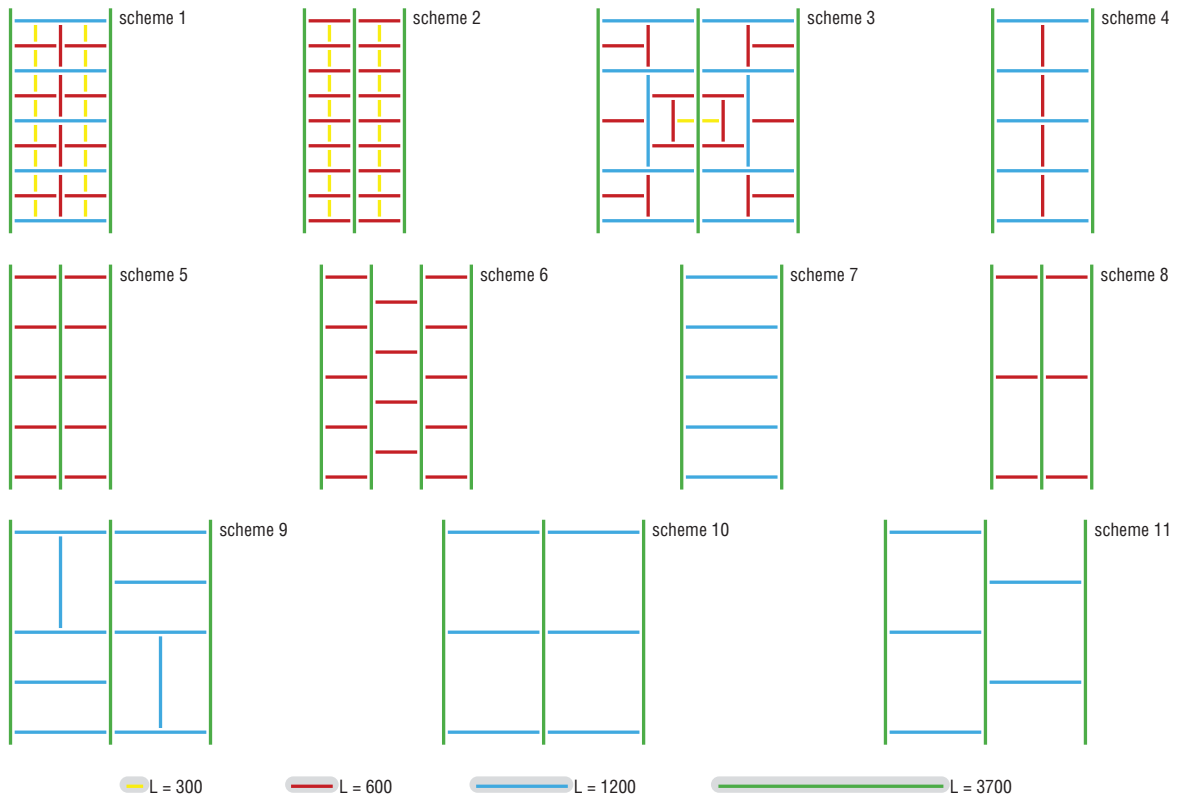 scheme 1
scheme 2
scheme 3
scheme 4
scheme 5
scheme 6
scheme 7
scheme 8
scheme 9
scheme 10
scheme 11
L = 300
L = 600
L = 1200
L = 3700